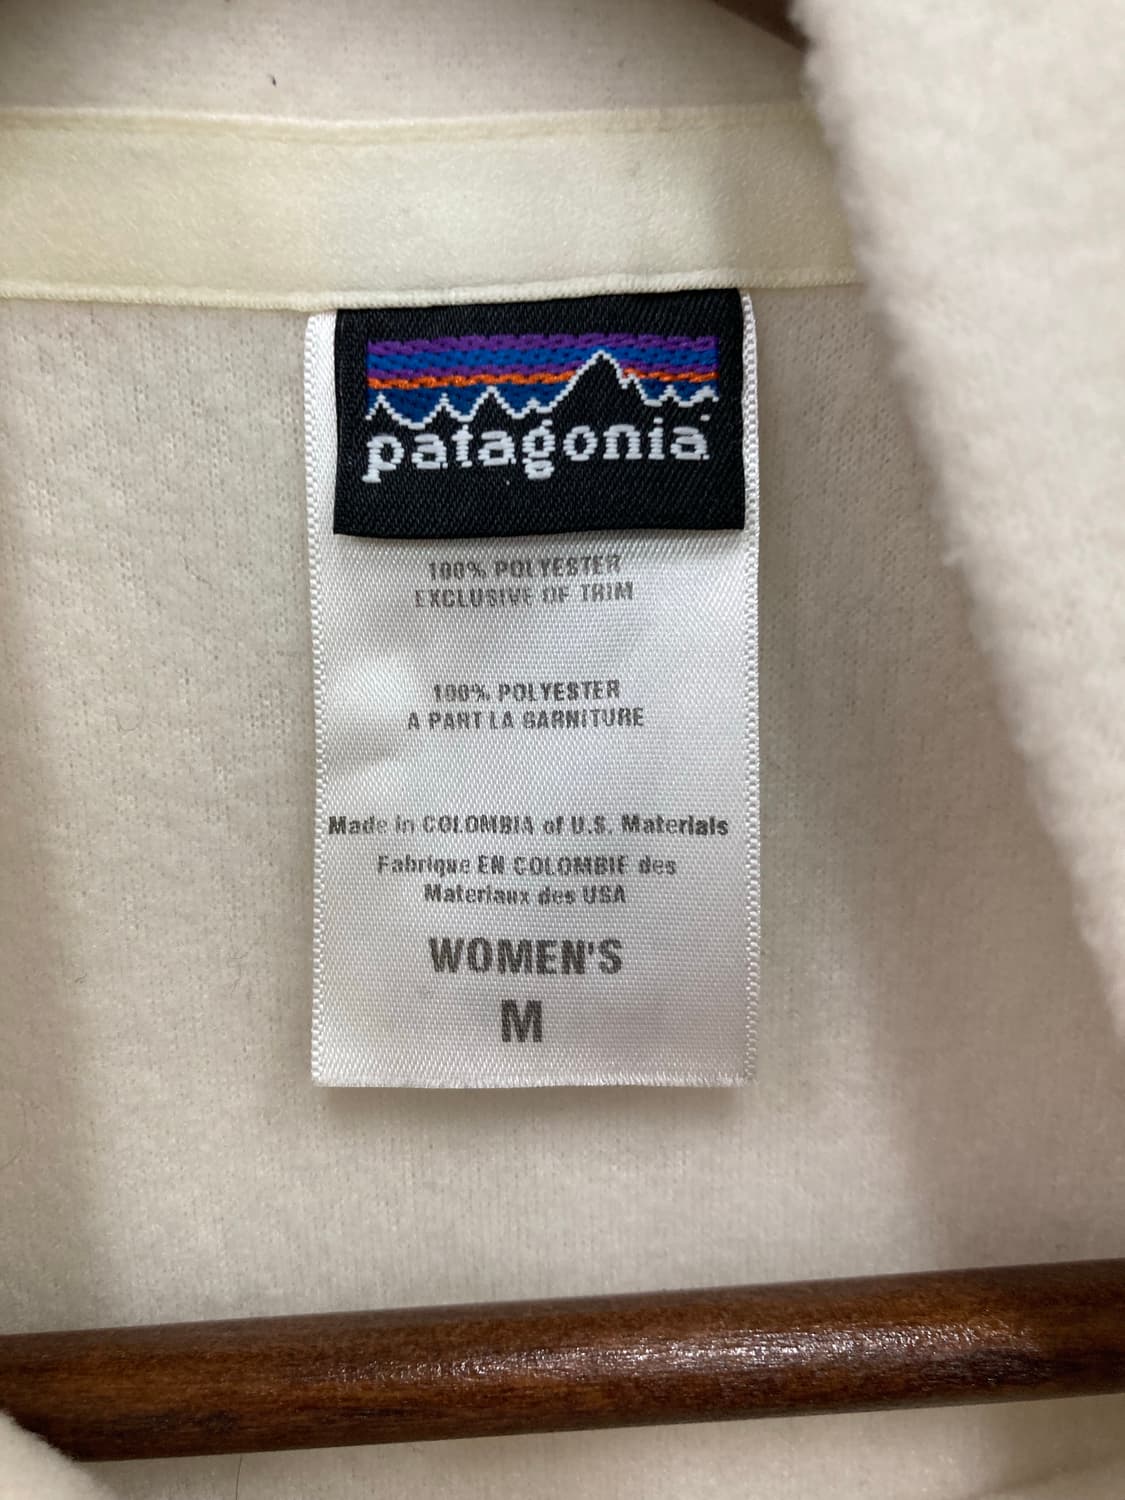 patagonia
100% POLYESTER
EXCLUSIVE OF TRIM
100% POLYESTER
A PART LA GARNITURE
Made in COLOMBIA of U.S. Materials
Fabrique EN COLOMBIE des
Materiaux des USA
WOMEN'S
M